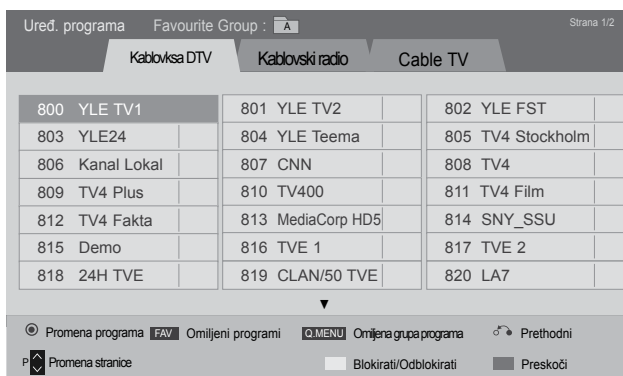 Uređ. programa Favourite Group : A Strana 1/2
Kablovksa DTV Kablovski radio Cable TV
800 YLE TV1 801 YLE TV2 802 YLE FST
803 YLE24 804 YLE Teema 805 TV4 Stockholm
806 Kanal Lokal 807 CNN 808 TV4
809 TV4 Plus 810 TV400 811 TV4 Film
812 TV4 Fakta 813 MediaCorp HD5 814 SNY_SSU
815 Demo 816 TVE 1 817 TVE 2
818 24H TVE 819 CLAN/50 TVE 820 LA7
Promena programa FAV Omiljeni programi Q.MENU Omiljena grupa programa Prethodni
P Promena stranice Blokirati/Odblokirati Preskoči